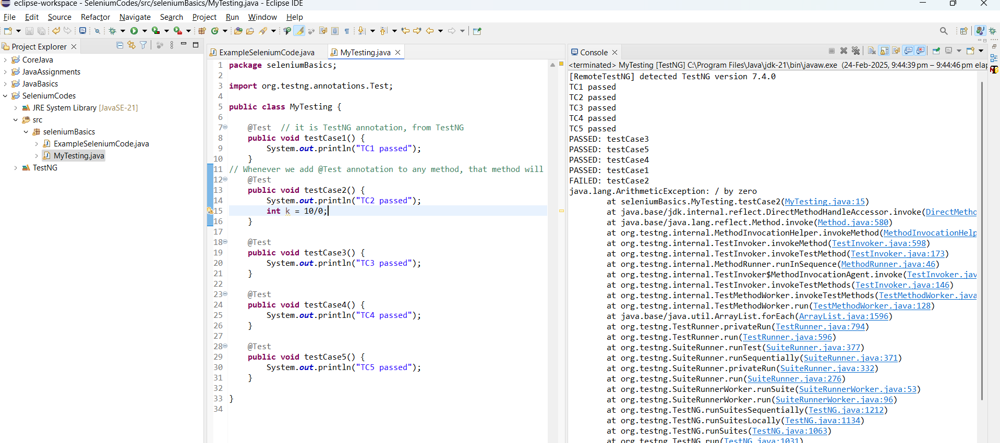 eclipse-workspace - SeleniumCodes/src/seleniumBasics/MyTesting.java - Eclipse IDE
File Edit Source Refactor Navigate Search Project Run Window Help
Project Explorer
CoreJava
JavaAssignments
JavaBasics
SeleniumCodes
JRE System Library [JavaSE-21]
src
seleniumBasics
ExampleSeleniumCode.java
MyTesting.java
TestNG
ExampleSeleniumCode.java MyTesting.java
1 package seleniumBasics;
2
3 import org.testng.annotations.Test;
4
5 public class MyTesting {
6
7 @Test // it is TestNG annotation, from TestNG
8 public void testCase1() {
9 System.out.println("TC1 passed");
10 }
11 // Whenever we add @Test annotation to any method, that method will
12 @Test
13 public void testCase2() {
14 System.out.println("TC2 passed");
15 int k = 10/0;
16 }
17
18 @Test
19 public void testCase3() {
20 System.out.println("TC3 passed");
21 }
22
23 @Test
24 public void testCase4() {
25 System.out.println("TC4 passed");
26 }
27
28 @Test
29 public void testCase5() {
30 System.out.println("TC5 passed");
31 }
32
33 }
34
Console
<terminated> MyTesting [TestNG] C:\Program Files\Java\jdk-21\bin\javaw.exe (24-Feb-2025, 9:44:39 pm – 9:44:46 pm elap
[RemoteTestNG] detected TestNG version 7.4.0
TC1 passed
TC2 passed
TC3 passed
TC4 passed
TC5 passed
PASSED: testCase3
PASSED: testCase5
PASSED: testCase4
PASSED: testCase1
FAILED: testCase2
java.lang.ArithmeticException: / by zero
at seleniumBasics.MyTesting.testCase2(MyTesting.java:15)
at java.base/jdk.internal.reflect.DirectMethodHandleAccessor.invoke(DirectMetho
at java.base/java.lang.reflect.Method.invoke(Method.java:580)
at org.testng.internal.MethodInvocationHelper.invokeMethod(MethodInvocationHelp
at org.testng.internal.TestInvoker.invokeMethod(TestInvoker.java:598)
at org.testng.internal.TestInvoker.invokeTestMethod(TestInvoker.java:173)
at org.testng.internal.MethodRunner.runInSequence(MethodRunner.java:46)
at org.testng.internal.TestInvoker$MethodInvocationAgent.invoke(TestInvoker.jav
at org.testng.internal.TestInvoker.invokeTestMethods(TestInvoker.java:146)
at org.testng.internal.TestMethodWorker.invokeTestMethods(TestMethodWorker.java
at org.testng.internal.TestMethodWorker.run(TestMethodWorker.java:128)
at java.base/java.util.ArrayList.forEach(ArrayList.java:1596)
at org.testng.TestRunner.privateRun(TestRunner.java:794)
at org.testng.TestRunner.run(TestRunner.java:596)
at org.testng.SuiteRunner.runTest(SuiteRunner.java:377)
at org.testng.SuiteRunner.runSequentially(SuiteRunner.java:371)
at org.testng.SuiteRunner.privateRun(SuiteRunner.java:332)
at org.testng.SuiteRunner.run(SuiteRunner.java:276)
at org.testng.SuiteRunnerWorker.runSuite(SuiteRunnerWorker.java:53)
at org.testng.SuiteRunnerWorker.run(SuiteRunnerWorker.java:96)
at org.testng.TestNG.runSuitesSequentially(TestNG.java:1212)
at org.testng.TestNG.runSuitesLocally(TestNG.java:1134)
at org.testng.TestNG.runSuites(TestNG.java:1063)
at org.testng.TestNG.run(TestNG.java:1031)